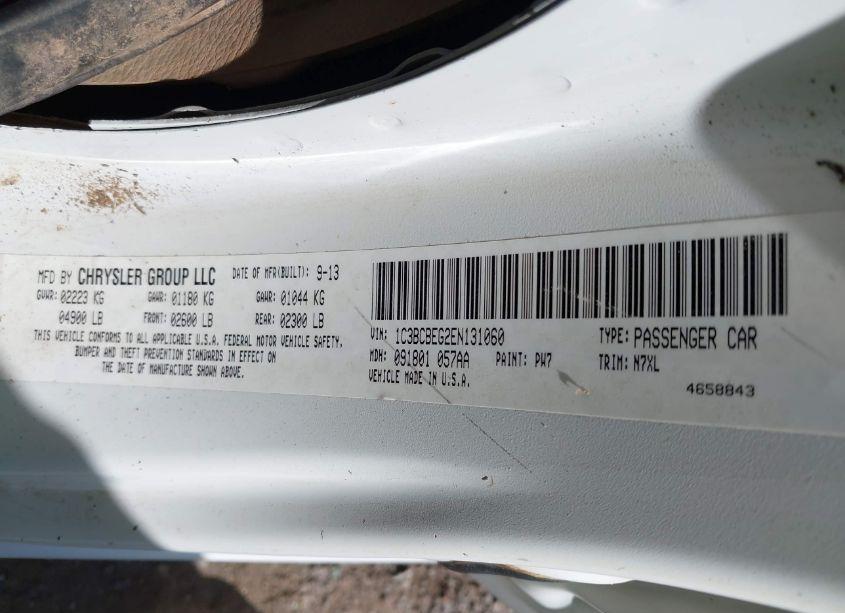 MFD BY CHRYSLER GROUP LLC DATE OF MFR(BUILT): 9-13
GVWR: 02223 KG GAWR: 01180 KG GAWR: 01044 KG
04900 LB FRONT: 02600 LB REAR: 02300 LB
THIS VEHICLE CONFORMS TO ALL APPLICABLE U.S.A. FEDERAL MOTOR VEHICLE SAFETY,
BUMPER AND THEFT PREVENTION STANDARDS IN EFFECT ON
THE DATE OF MANUFACTURE SHOWN ABOVE.
VIN: 1C3BCBEG2EN131060 TYPE: PASSENGER CAR
MDH: 091801 057AA PAINT: PW7 TRIM: N7XL
VEHICLE MADE IN U.S.A.
4658843